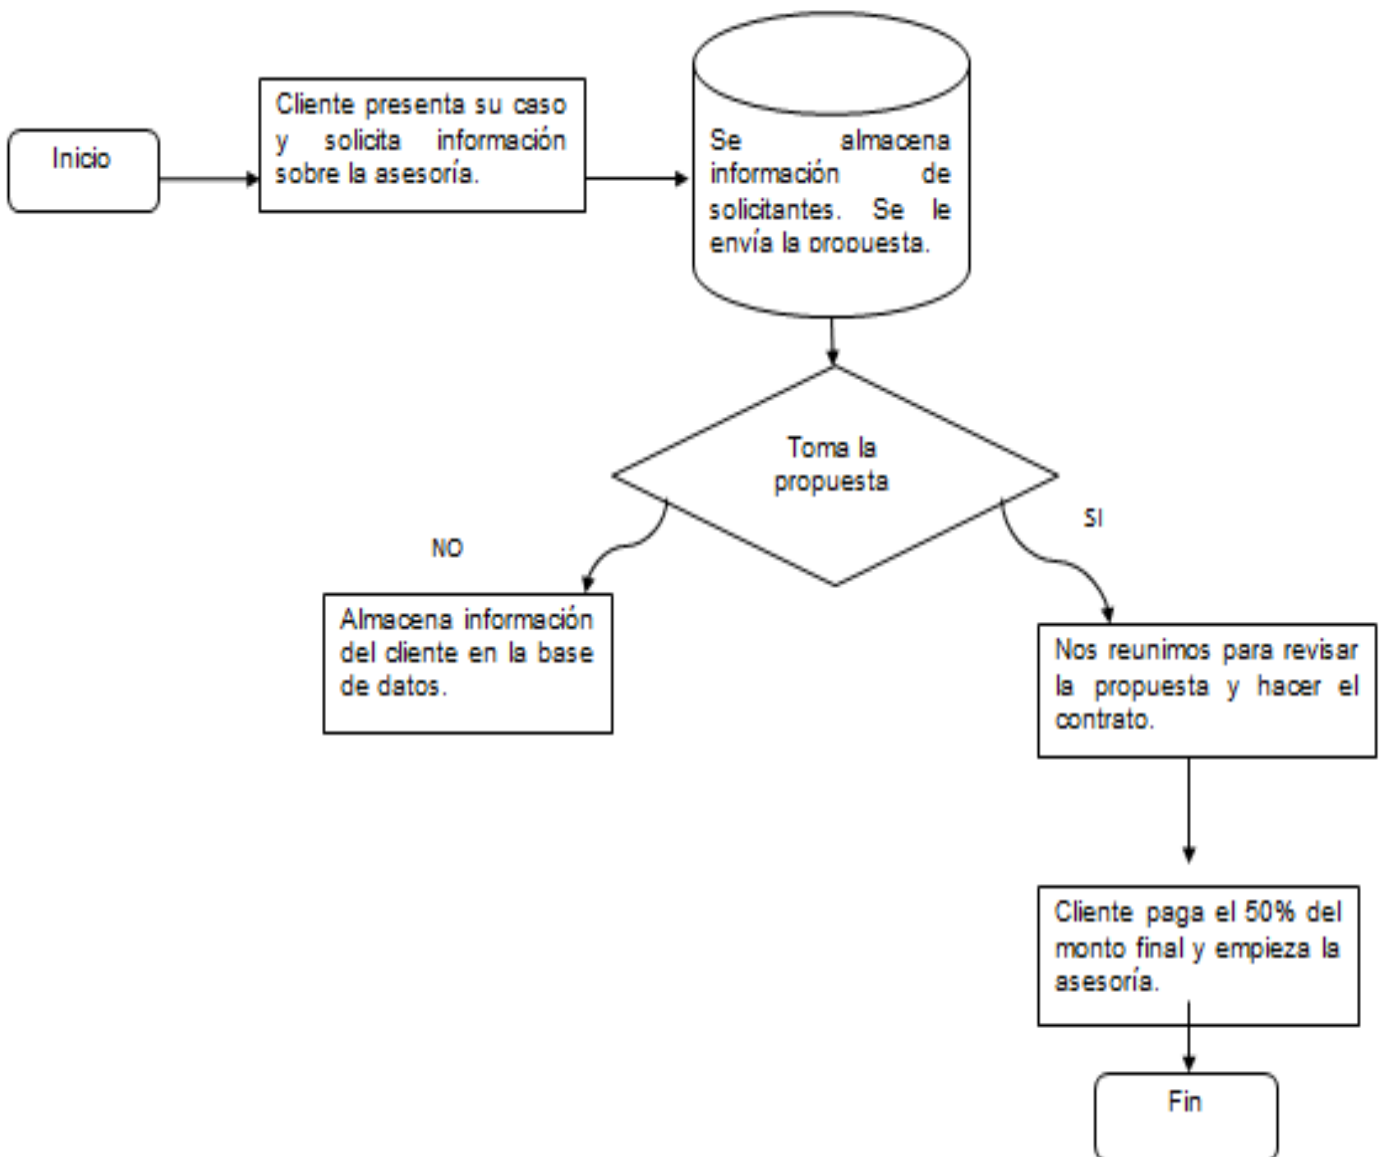 Inicio
Cliente presenta su caso
y solicita información
sobre la asesoría.
Se almacena
información de
solicitantes. Se le
envía la propuesta.
Toma la
propuesta
NO
SI
Almacena información
del cliente en la base
de datos.
Nos reunimos para revisar
la propuesta y hacer el
contrato.
Cliente paga el 50% del
monto final y empieza la
asesoría.
Fin